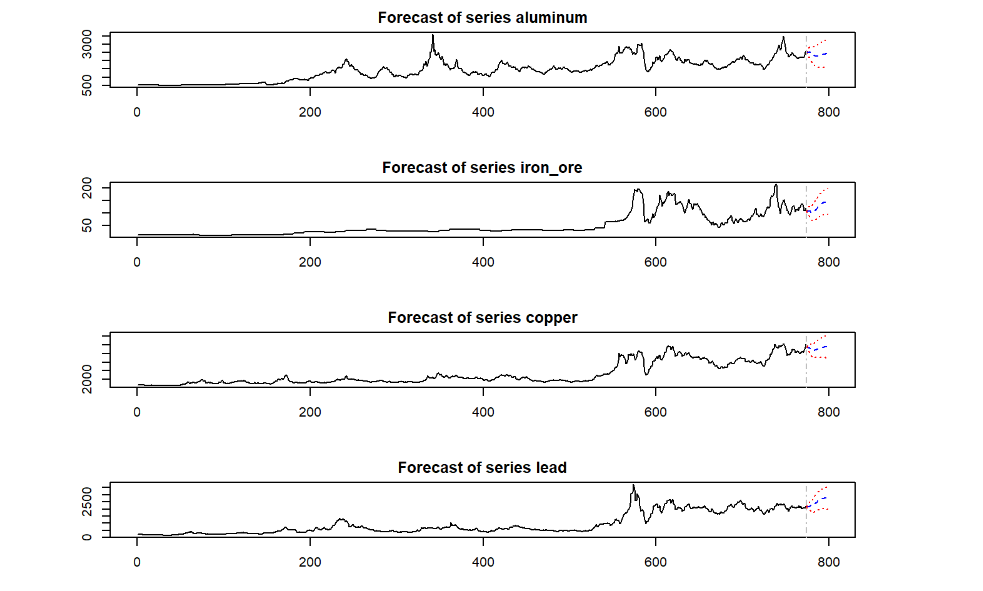 Forecast of series aluminum
3000
500
0 200 400 600 800
Forecast of series iron_ore
200
50
0 200 400 600 800
Forecast of series copper
2000
0 200 400 600 800
Forecast of series lead
2500
0
0 200 400 600 800